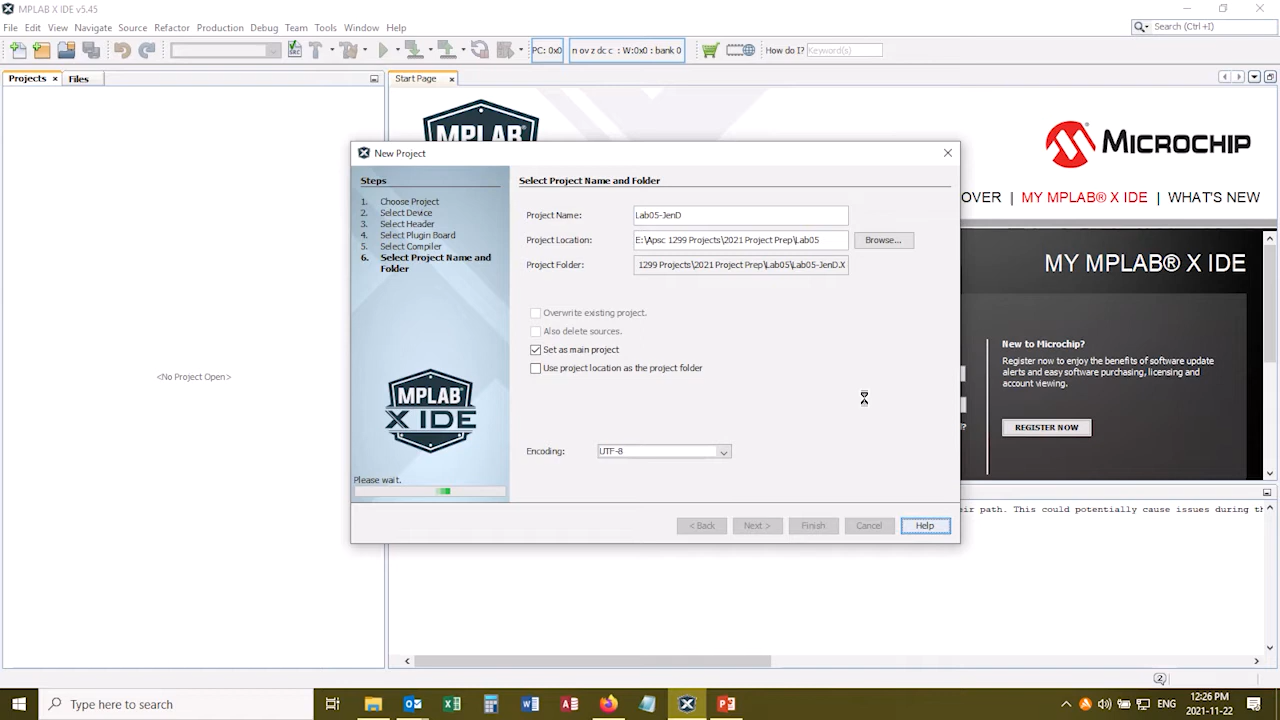 MPLAB X IDE v5.45
File Edit View Navigate Source Refactor Production Debug Team Tools Window Help
Search (Ctrl+I)
PC: 0x0
n ov z dc c : W:0x0 : bank 0
How do I? Keyword(s)
Projects
Files
Start Page
MPLAB
MICROCHIP
OVER | MY MPLAB® X IDE | WHAT'S NEW
MY MPLAB® X IDE
<No Project Open>
New Project
Steps
1. Choose Project
2. Select Device
3. Select Header
4. Select Plugin Board
5. Select Compiler
6. Select Project Name and
Folder
MPLAB
X IDE
Please wait.
Select Project Name and Folder
Project Name: Lab05-JenD
Project Location: E:\Apsc 1299 Projects\2021 Project Prep\Lab05 Browse...
Project Folder: 1299 Projects\2021 Project Prep\Lab05\Lab05-JenD.X
Overwrite existing project.
Also delete sources.
Set as main project
Use project location as the project folder
Encoding: UTF-8
< Back Next > Finish Cancel Help
New to Microchip?
Register now to enjoy the benefits of software update
alerts and easy software purchasing, licensing and
account viewing.
REGISTER NOW
eir path. This could potentially cause issues during th
2
Type here to search
ENG
12:26 PM
2021-11-22